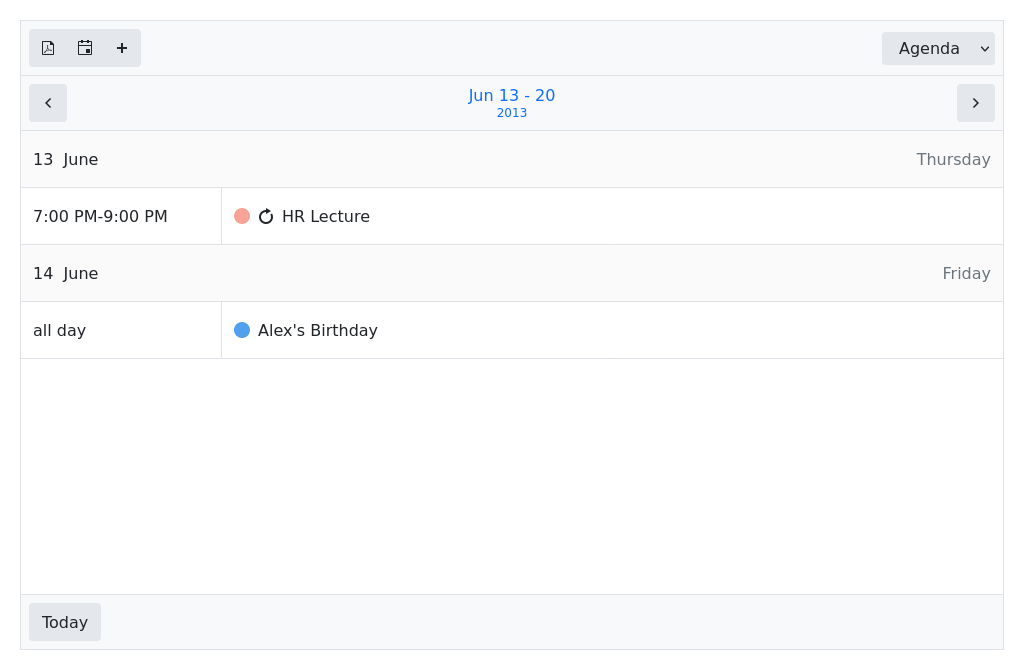 Agenda
Jun 13 - 20
2013
13 June Thursday
7:00 PM-9:00 PM HR Lecture
14 June Friday
all day Alex's Birthday
Today